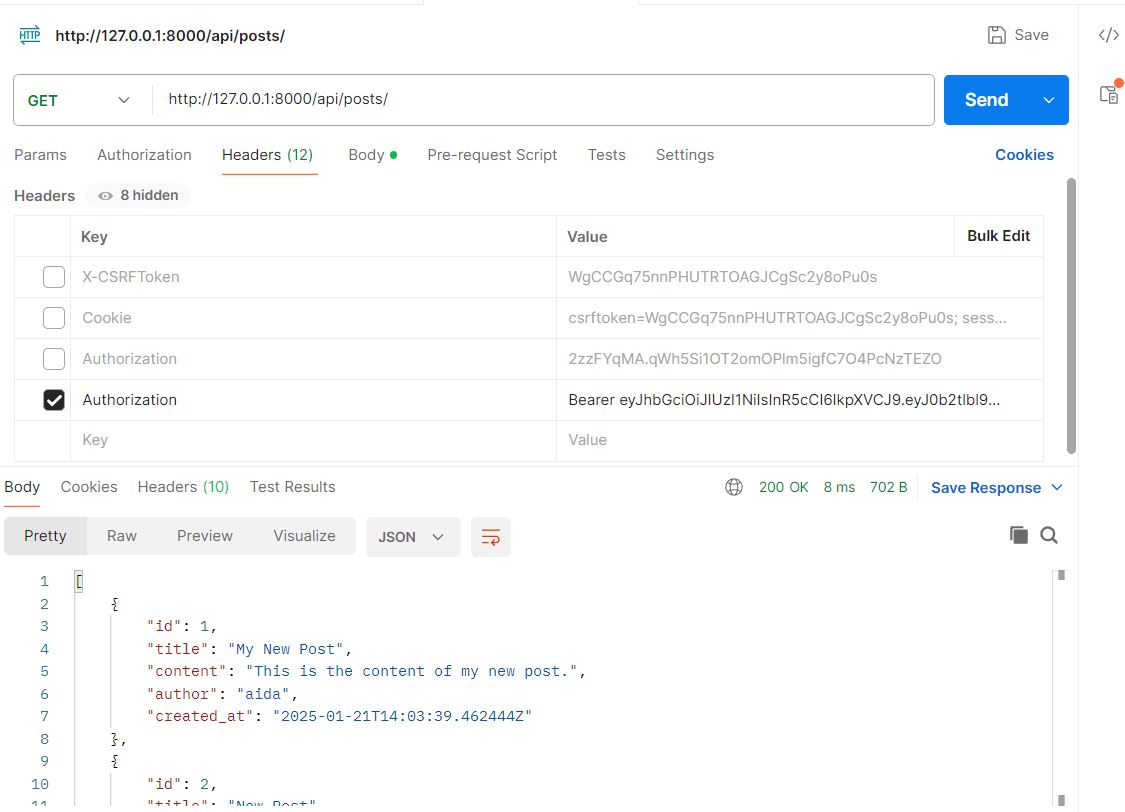 HTTP http://127.0.0.1:8000/api/posts/ Save </>
GET http://127.0.0.1:8000/api/posts/ Send
Params Authorization Headers (12) Body Pre-request Script Tests Settings Cookies
Headers 8 hidden
Key Value Bulk Edit
X-CSRFToken WgCCGq75nnPHUTRTOAGJCgSc2y8oPu0s
Cookie csrftoken=WgCCGq75nnPHUTRTOAGJCgSc2y8oPu0s; sess...
Authorization 2zzFYqMA.qWh5Si1OT2omOPlm5igfC7O4PcNzTEZO
Authorization Bearer eyJhbGciOiJIUzI1NiIsInR5cCI6IkpXVCJ9.eyJ0b2tlbl9...
Key Value
Body Cookies Headers (10) Test Results 200 OK 8 ms 702 B Save Response
Pretty Raw Preview Visualize JSON
1 [
2 {
3 "id": 1,
4 "title": "My New Post",
5 "content": "This is the content of my new post.",
6 "author": "aida",
7 "created_at": "2025-01-21T14:03:39.462444Z"
8 },
9 {
10 "id": 2,
11 "title": "New Post"